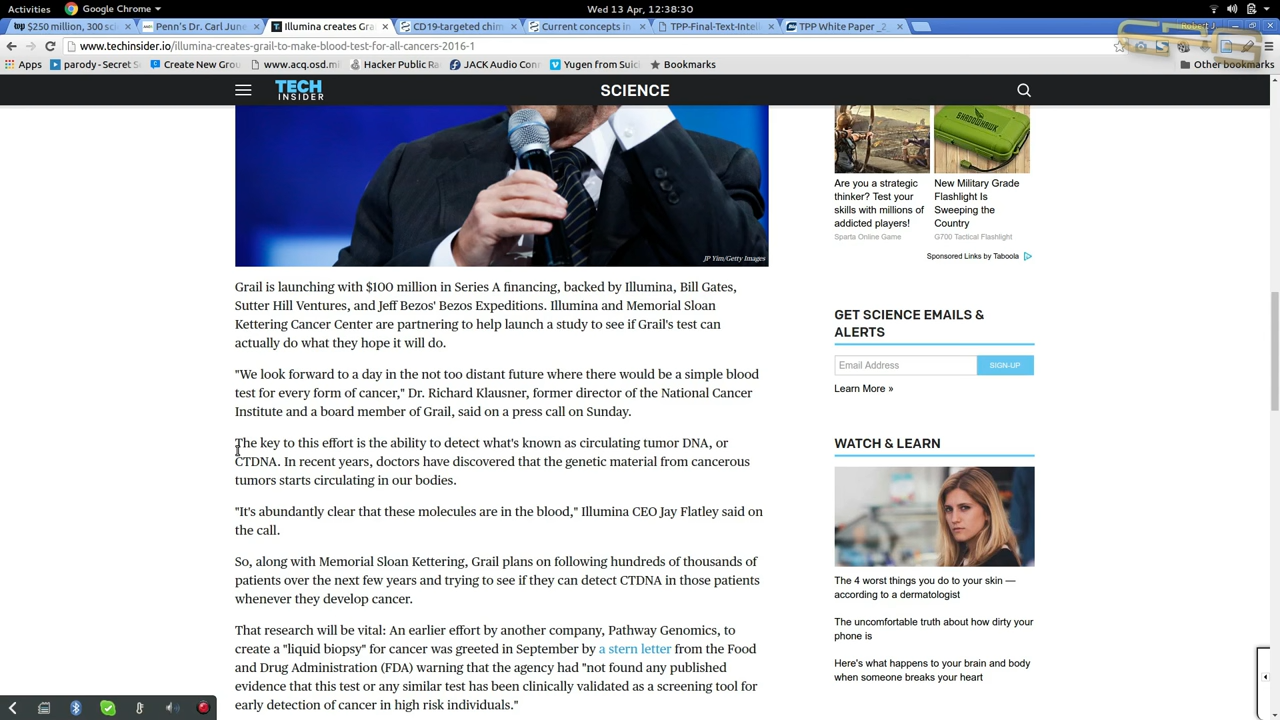 Activities
Google Chrome
Wed 13 Apr, 12:38:30
$250 million, 300 sci
Penn's Dr. Carl June
Illumina creates Gra
CD19-targeted chim
Current concepts in
TPP-Final-Text-Intell
TPP White Paper _2_
Robert J
www.techinsider.io/illumina-creates-grail-to-make-blood-test-for-all-cancers-2016-1
Apps
parody - Secret S
Create New Grou
www.acq.osd.mi
Hacker Public Ra
JACK Audio Con
Yugen from Suici
Bookmarks
Other bookmarks
TECH
INSIDER
SCIENCE
JP Yim/Getty Images
Grail is launching with $100 million in Series A financing, backed by Illumina, Bill Gates,
Sutter Hill Ventures, and Jeff Bezos' Bezos Expeditions. Illumina and Memorial Sloan
Kettering Cancer Center are partnering to help launch a study to see if Grail's test can
actually do what they hope it will do.
"We look forward to a day in the not too distant future where there would be a simple blood
test for every form of cancer," Dr. Richard Klausner, former director of the National Cancer
Institute and a board member of Grail, said on a press call on Sunday.
The key to this effort is the ability to detect what's known as circulating tumor DNA, or
CTDNA. In recent years, doctors have discovered that the genetic material from cancerous
tumors starts circulating in our bodies.
"It's abundantly clear that these molecules are in the blood," Illumina CEO Jay Flatley said on
the call.
So, along with Memorial Sloan Kettering, Grail plans on following hundreds of thousands of
patients over the next few years and trying to see if they can detect CTDNA in those patients
whenever they develop cancer.
That research will be vital: An earlier effort by another company, Pathway Genomics, to
create a "liquid biopsy" for cancer was greeted in September by a stern letter from the Food
and Drug Administration (FDA) warning that the agency had "not found any published
evidence that this test or any similar test has been clinically validated as a screening tool for
early detection of cancer in high risk individuals."
Are you a strategic
thinker? Test your
skills with millions of
addicted players!
Sparta Online Game
New Military Grade
Flashlight Is
Sweeping the
Country
G700 Tactical Flashlight
Sponsored Links by Taboola
GET SCIENCE EMAILS &
ALERTS
Email Address
SIGN-UP
Learn More »
WATCH & LEARN
The 4 worst things you do to your skin —
according to a dermatologist
The uncomfortable truth about how dirty your
phone is
Here's what happens to your brain and body
when someone breaks your heart